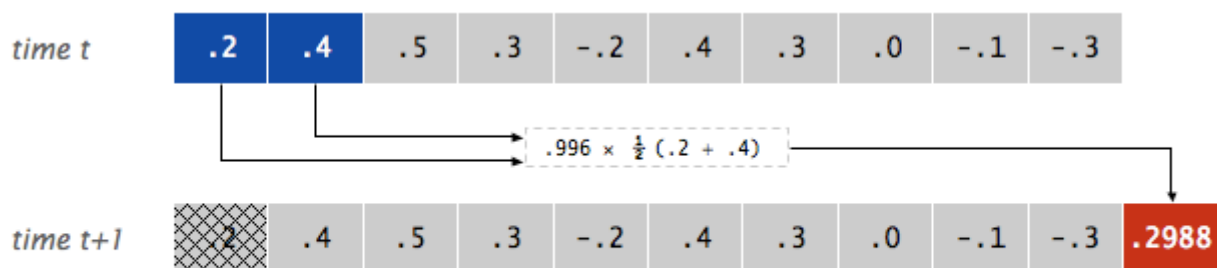 time t .2 .4 .5 .3 -.2 .4 .3 .0 -.1 -.3
.996 × ½ (.2 + .4)
time t+1 .2 .4 .5 .3 -.2 .4 .3 .0 -.1 -.3 .2988